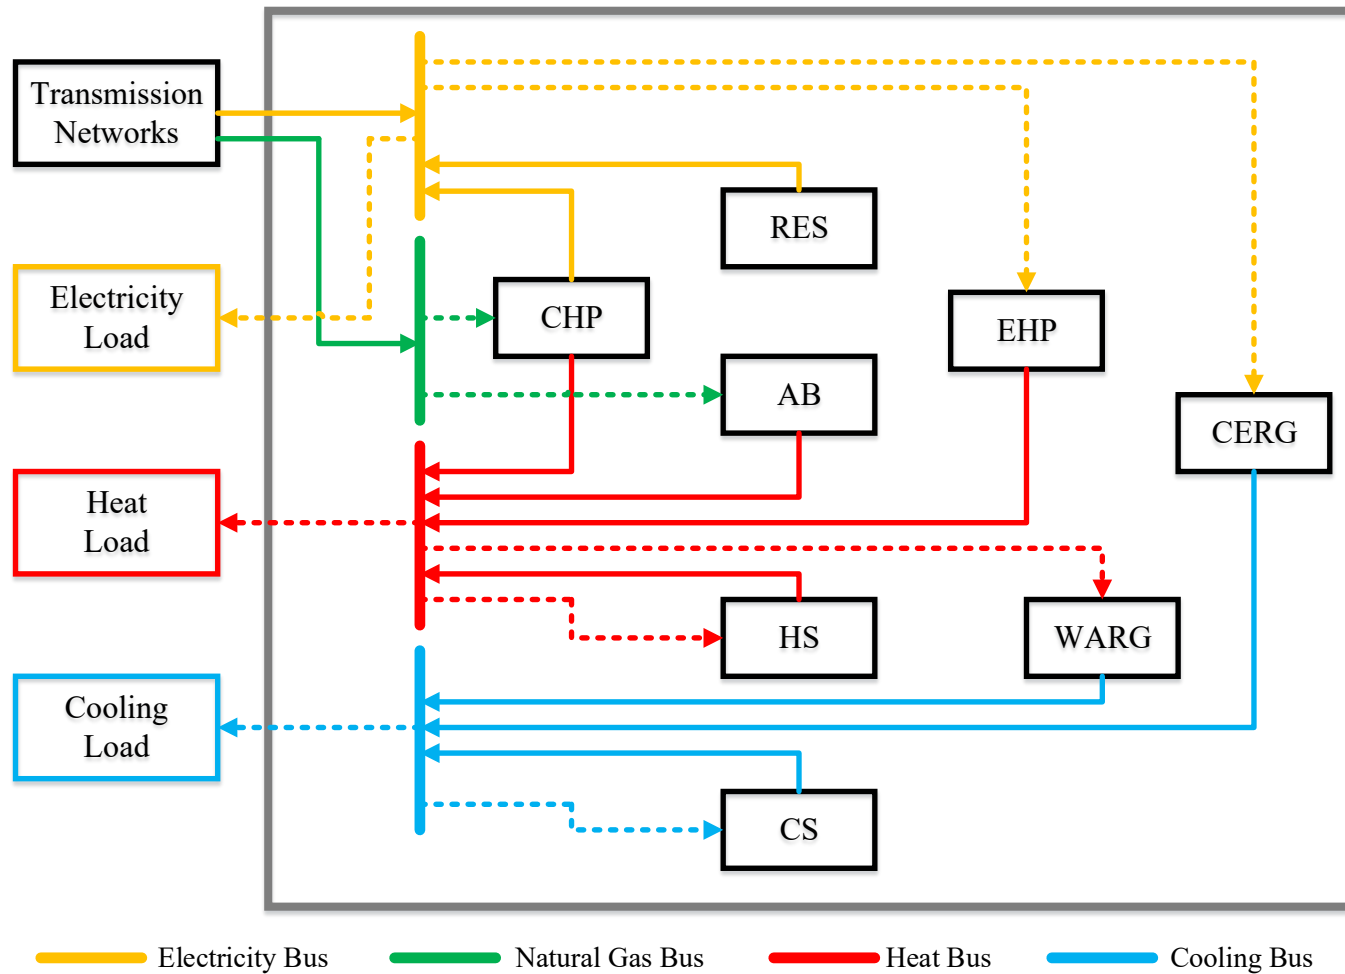 Transmission
Networks
RES
Electricity
Load
CHP
EHP
AB
CERG
Heat
Load
HS
WARG
Cooling
Load
CS
Electricity Bus
Natural Gas Bus
Heat Bus
Cooling Bus